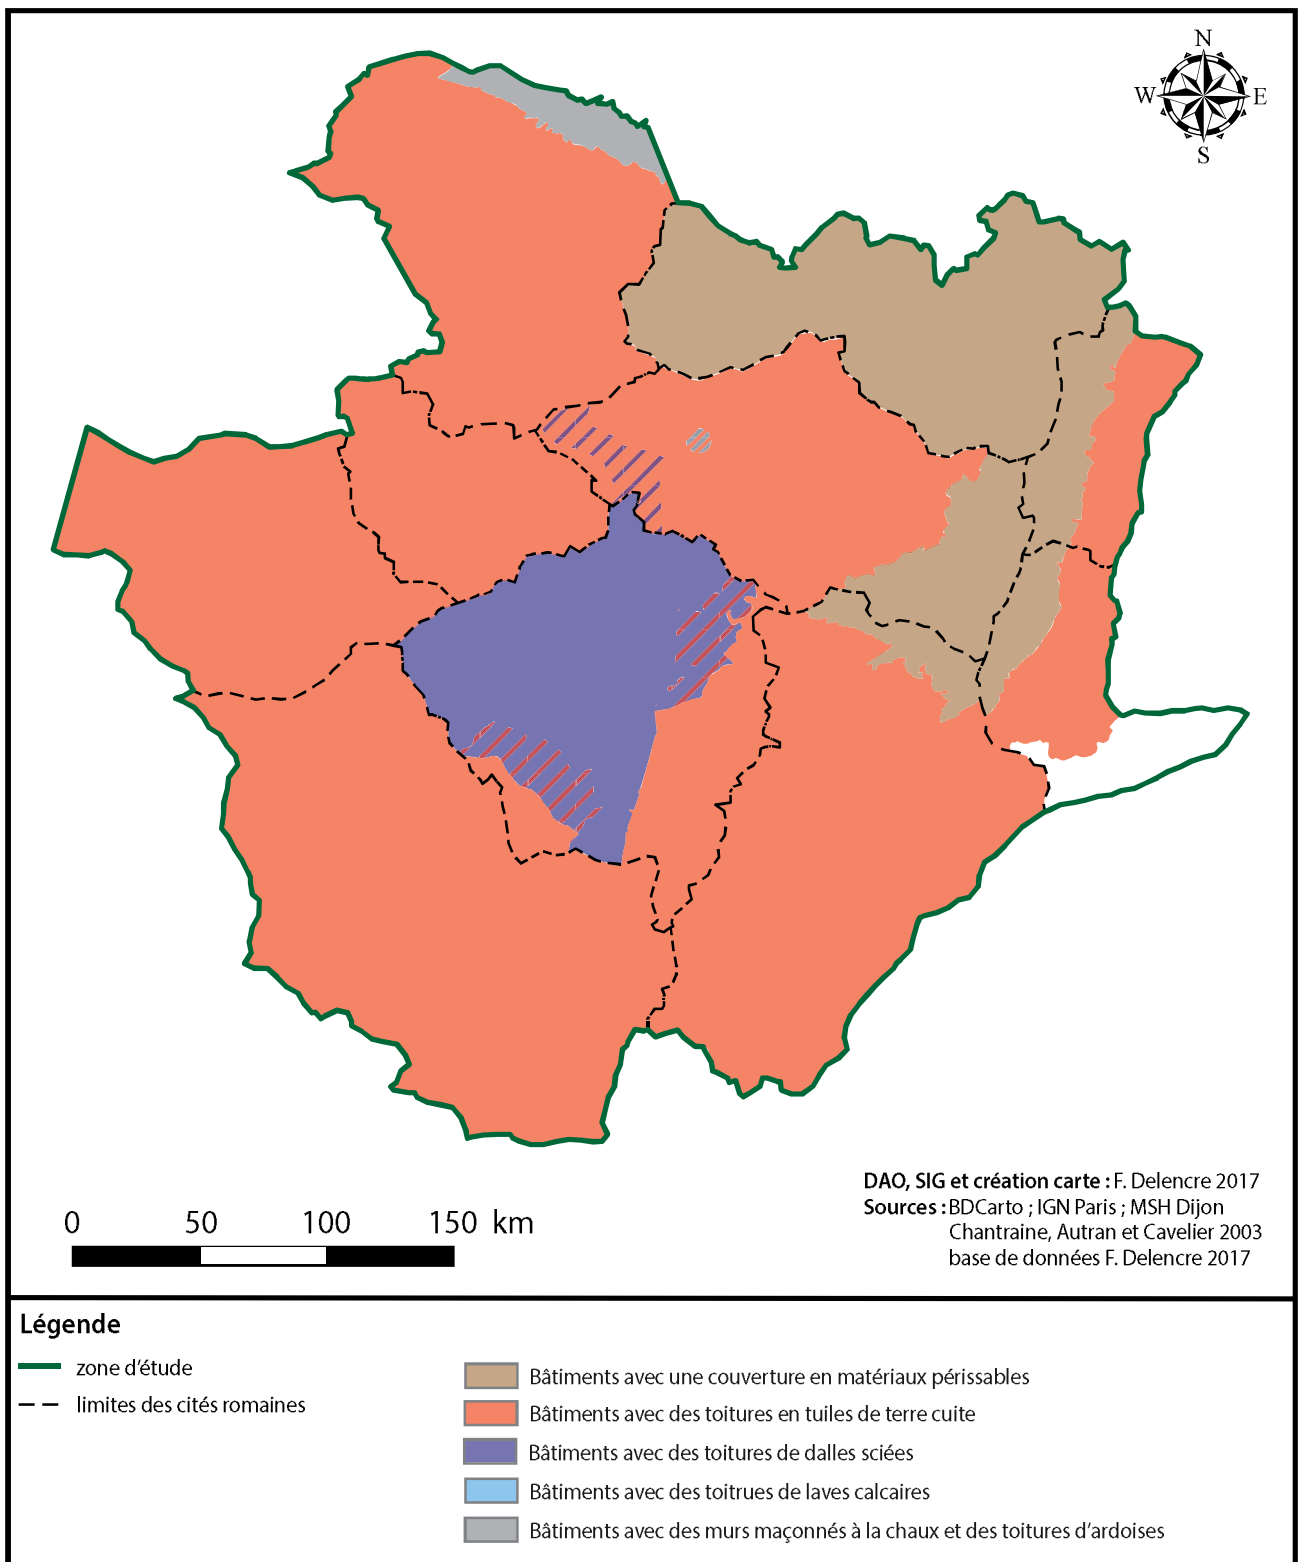 N
W E
S
DAO, SIG et création carte : F. Delencre 2017
Sources : BDCarto ; IGN Paris ; MSH Dijon
Chantraine, Autran et Cavelier 2003
base de données F. Delencre 2017
0 50 100 150 km
Légende
zone d'étude
limites des cités romaines
Bâtiments avec une couverture en matériaux périssables
Bâtiments avec des toitures en tuiles de terre cuite
Bâtiments avec des toitures de dalles sciées
Bâtiments avec des toitrues de laves calcaires
Bâtiments avec des murs maçonnés à la chaux et des toitures d'ardoises